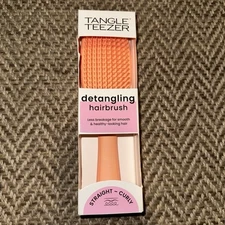 TANGLE
TEEZER
detangling
hairbrush
Less breakage for smooth
& healthy looking hair
STRAIGHT - CURLY